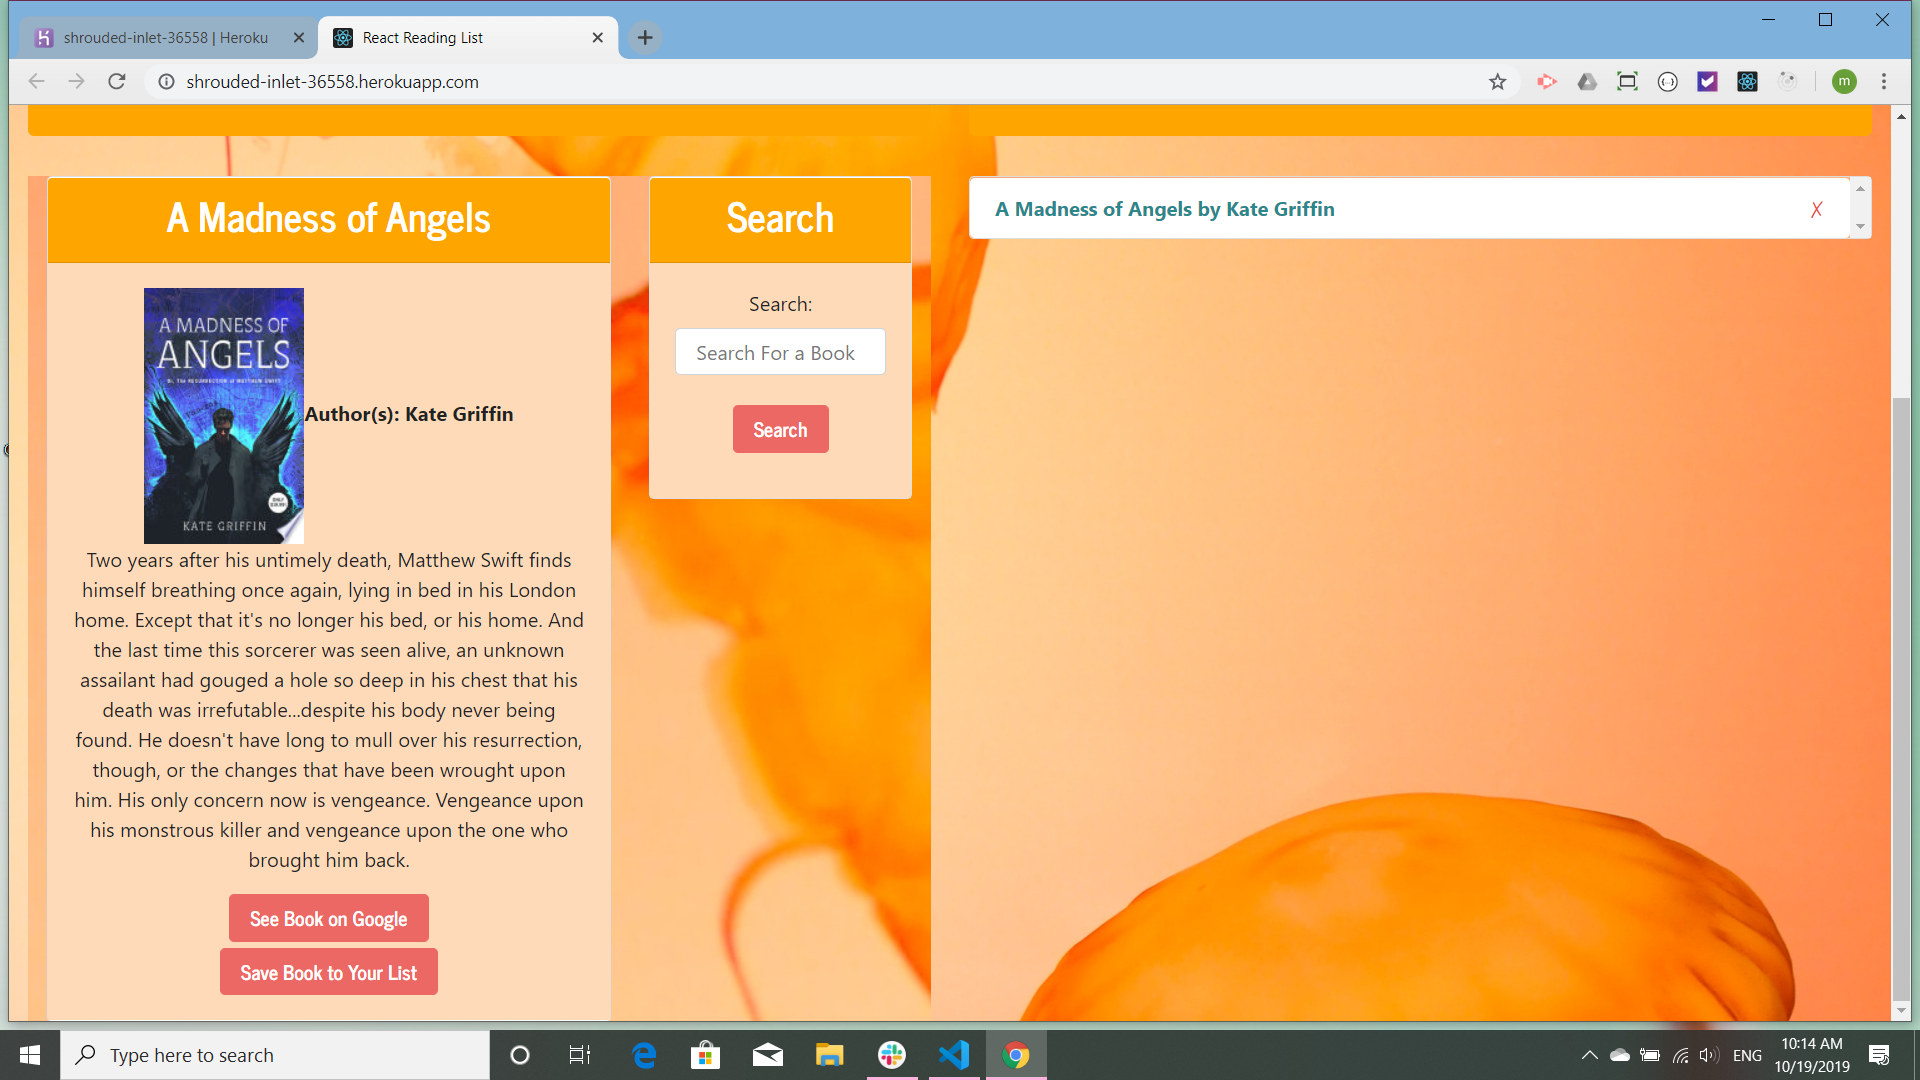 shrouded-inlet-36558 | Heroku
React Reading List
shrouded-inlet-36558.herokuapp.com
m
A Madness of Angels
A MADNESS OF
ANGELS
Or, The RESURRECTION of MATTHEW SWIFT
KATE GRIFFIN
Author(s): Kate Griffin
Two years after his untimely death, Matthew Swift finds
himself breathing once again, lying in bed in his London
home. Except that it's no longer his bed, or his home. And
the last time this sorcerer was seen alive, an unknown
assailant had gouged a hole so deep in his chest that his
death was irrefutable...despite his body never being
found. He doesn't have long to mull over his resurrection,
though, or the changes that have been wrought upon
him. His only concern now is vengeance. Vengeance upon
his monstrous killer and vengeance upon the one who
brought him back.
See Book on Google
Save Book to Your List
Search
Search:
Search For a Book
Search
A Madness of Angels by Kate Griffin
X
Type here to search
ENG
10:14 AM
10/19/2019